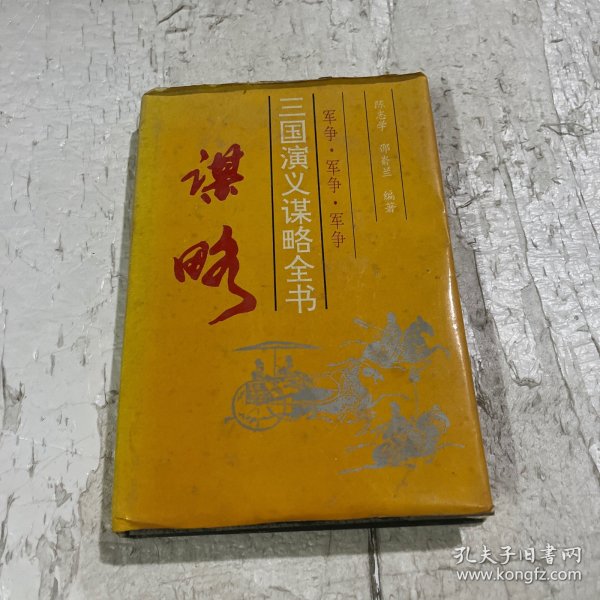 陈志学 邵蔚兰 编著
军争·军争·军争
三国演义谋略全书
谋略
孔夫子旧书网
www.kongfz.com